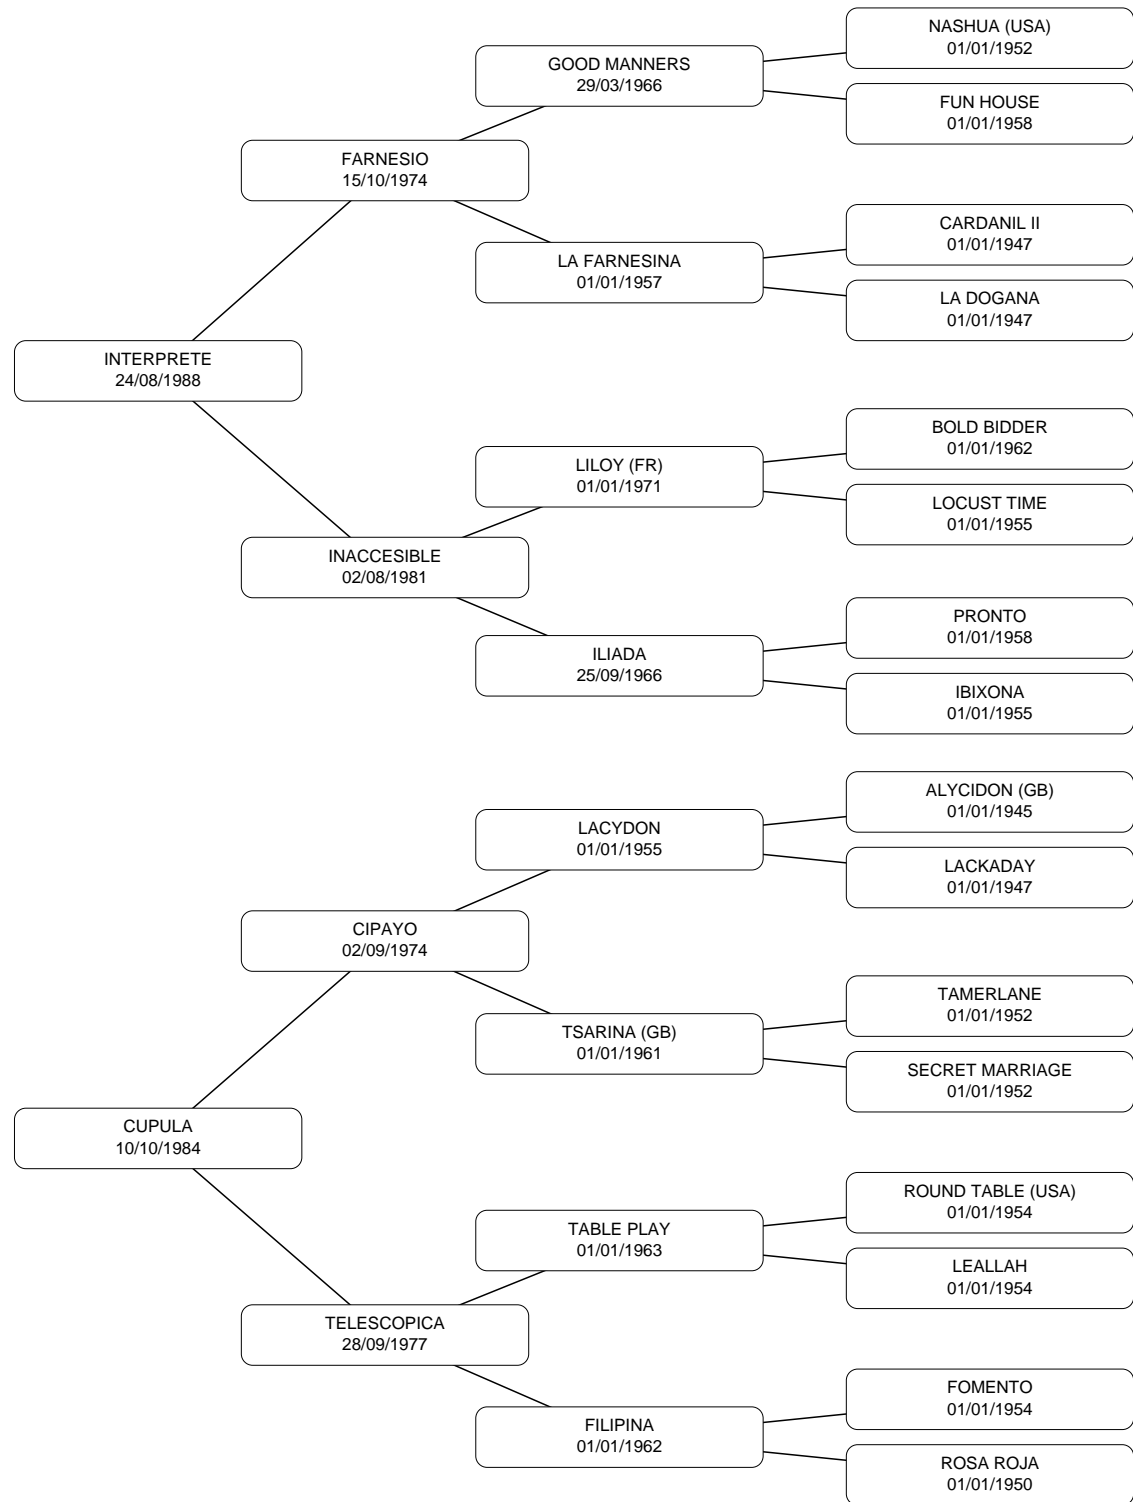 NASHUA (USA)
01/01/1952
GOOD MANNERS
29/03/1966
FUN HOUSE
01/01/1958
FARNESIO
15/10/1974
CARDANIL II
01/01/1947
LA FARNESINA
01/01/1957
LA DOGANA
01/01/1947
INTERPRETE
24/08/1988
BOLD BIDDER
01/01/1962
LILOY (FR)
01/01/1971
LOCUST TIME
01/01/1955
INACCESIBLE
02/08/1981
PRONTO
01/01/1958
ILIADA
25/09/1966
IBIXONA
01/01/1955
ALYCIDON (GB)
01/01/1945
LACYDON
01/01/1955
LACKADAY
01/01/1947
CIPAYO
02/09/1974
TAMERLANE
01/01/1952
TSARINA (GB)
01/01/1961
SECRET MARRIAGE
01/01/1952
CUPULA
10/10/1984
ROUND TABLE (USA)
01/01/1954
TABLE PLAY
01/01/1963
LEALLAH
01/01/1954
TELESCOPICA
28/09/1977
FOMENTO
01/01/1954
FILIPINA
01/01/1962
ROSA ROJA
01/01/1950